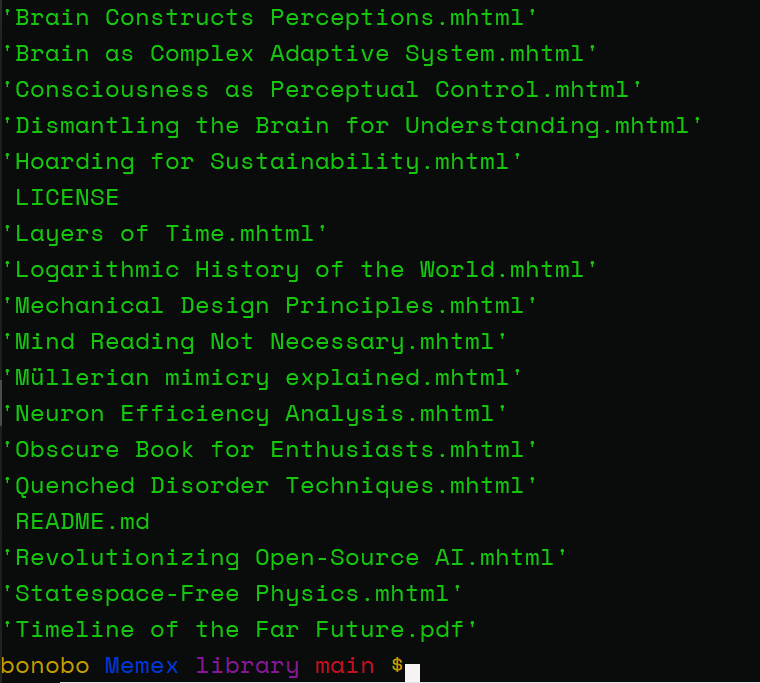 'Brain Constructs Perceptions.mhtml'
'Brain as Complex Adaptive System.mhtml'
'Consciousness as Perceptual Control.mhtml'
'Dismantling the Brain for Understanding.mhtml'
'Hoarding for Sustainability.mhtml'
LICENSE
'Layers of Time.mhtml'
'Logarithmic History of the World.mhtml'
'Mechanical Design Principles.mhtml'
'Mind Reading Not Necessary.mhtml'
'Müllerian mimicry explained.mhtml'
'Neuron Efficiency Analysis.mhtml'
'Obscure Book for Enthusiasts.mhtml'
'Quenched Disorder Techniques.mhtml'
README.md
'Revolutionizing Open-Source AI.mhtml'
'Statespace-Free Physics.mhtml'
'Timeline of the Far Future.pdf'
bonobo Memex library main $